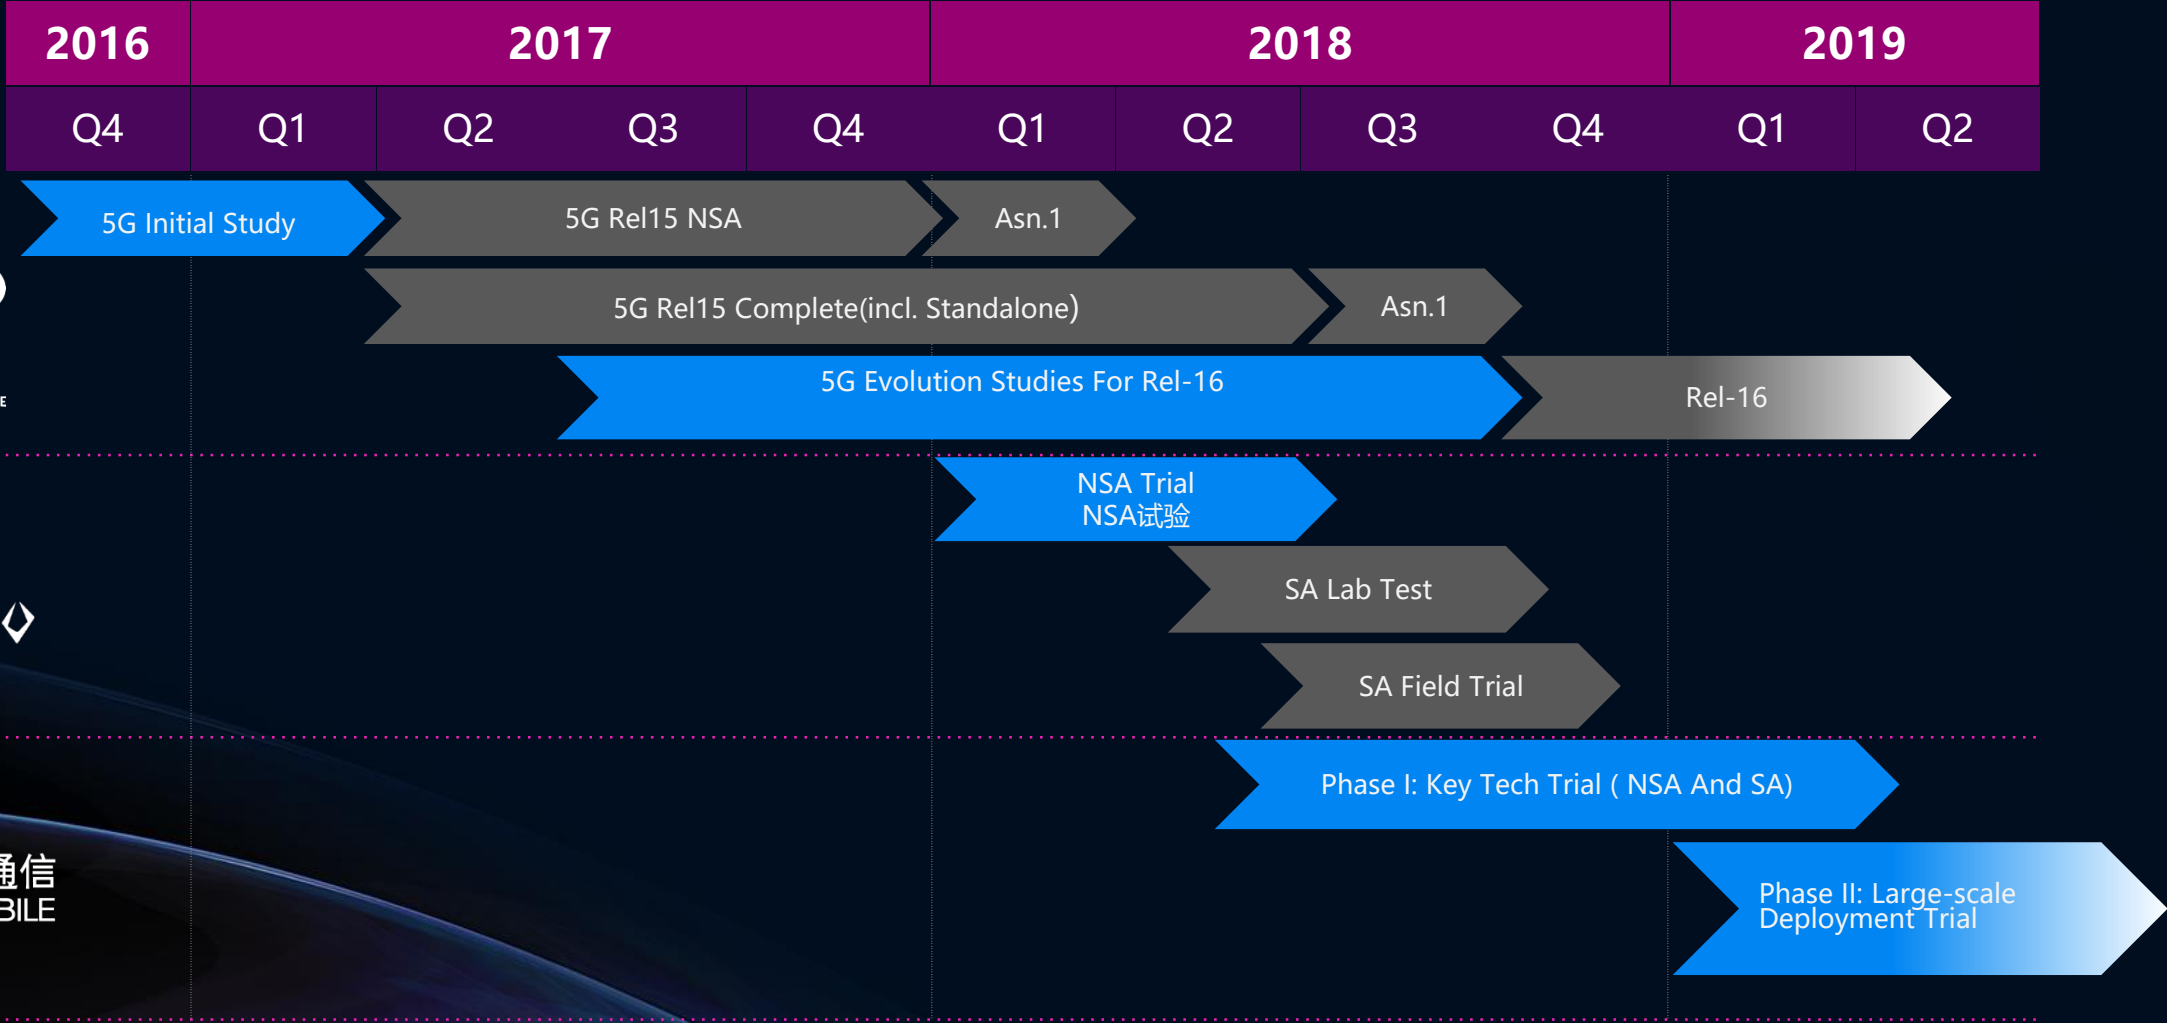 2016 2017 2018 2019
Q4 Q1 Q2 Q3 Q4 Q1 Q2 Q3 Q4 Q1 Q2
5G Initial Study 5G Rel15 NSA Asn.1
5G Rel15 Complete(incl. Standalone) Asn.1
5G Evolution Studies For Rel-16 Rel-16
E
NSA Trial
NSA试验
SA Lab Test
SA Field Trial
Phase I: Key Tech Trial ( NSA And SA)
通信
BILE
Phase II: Large-scale
Deployment Trial